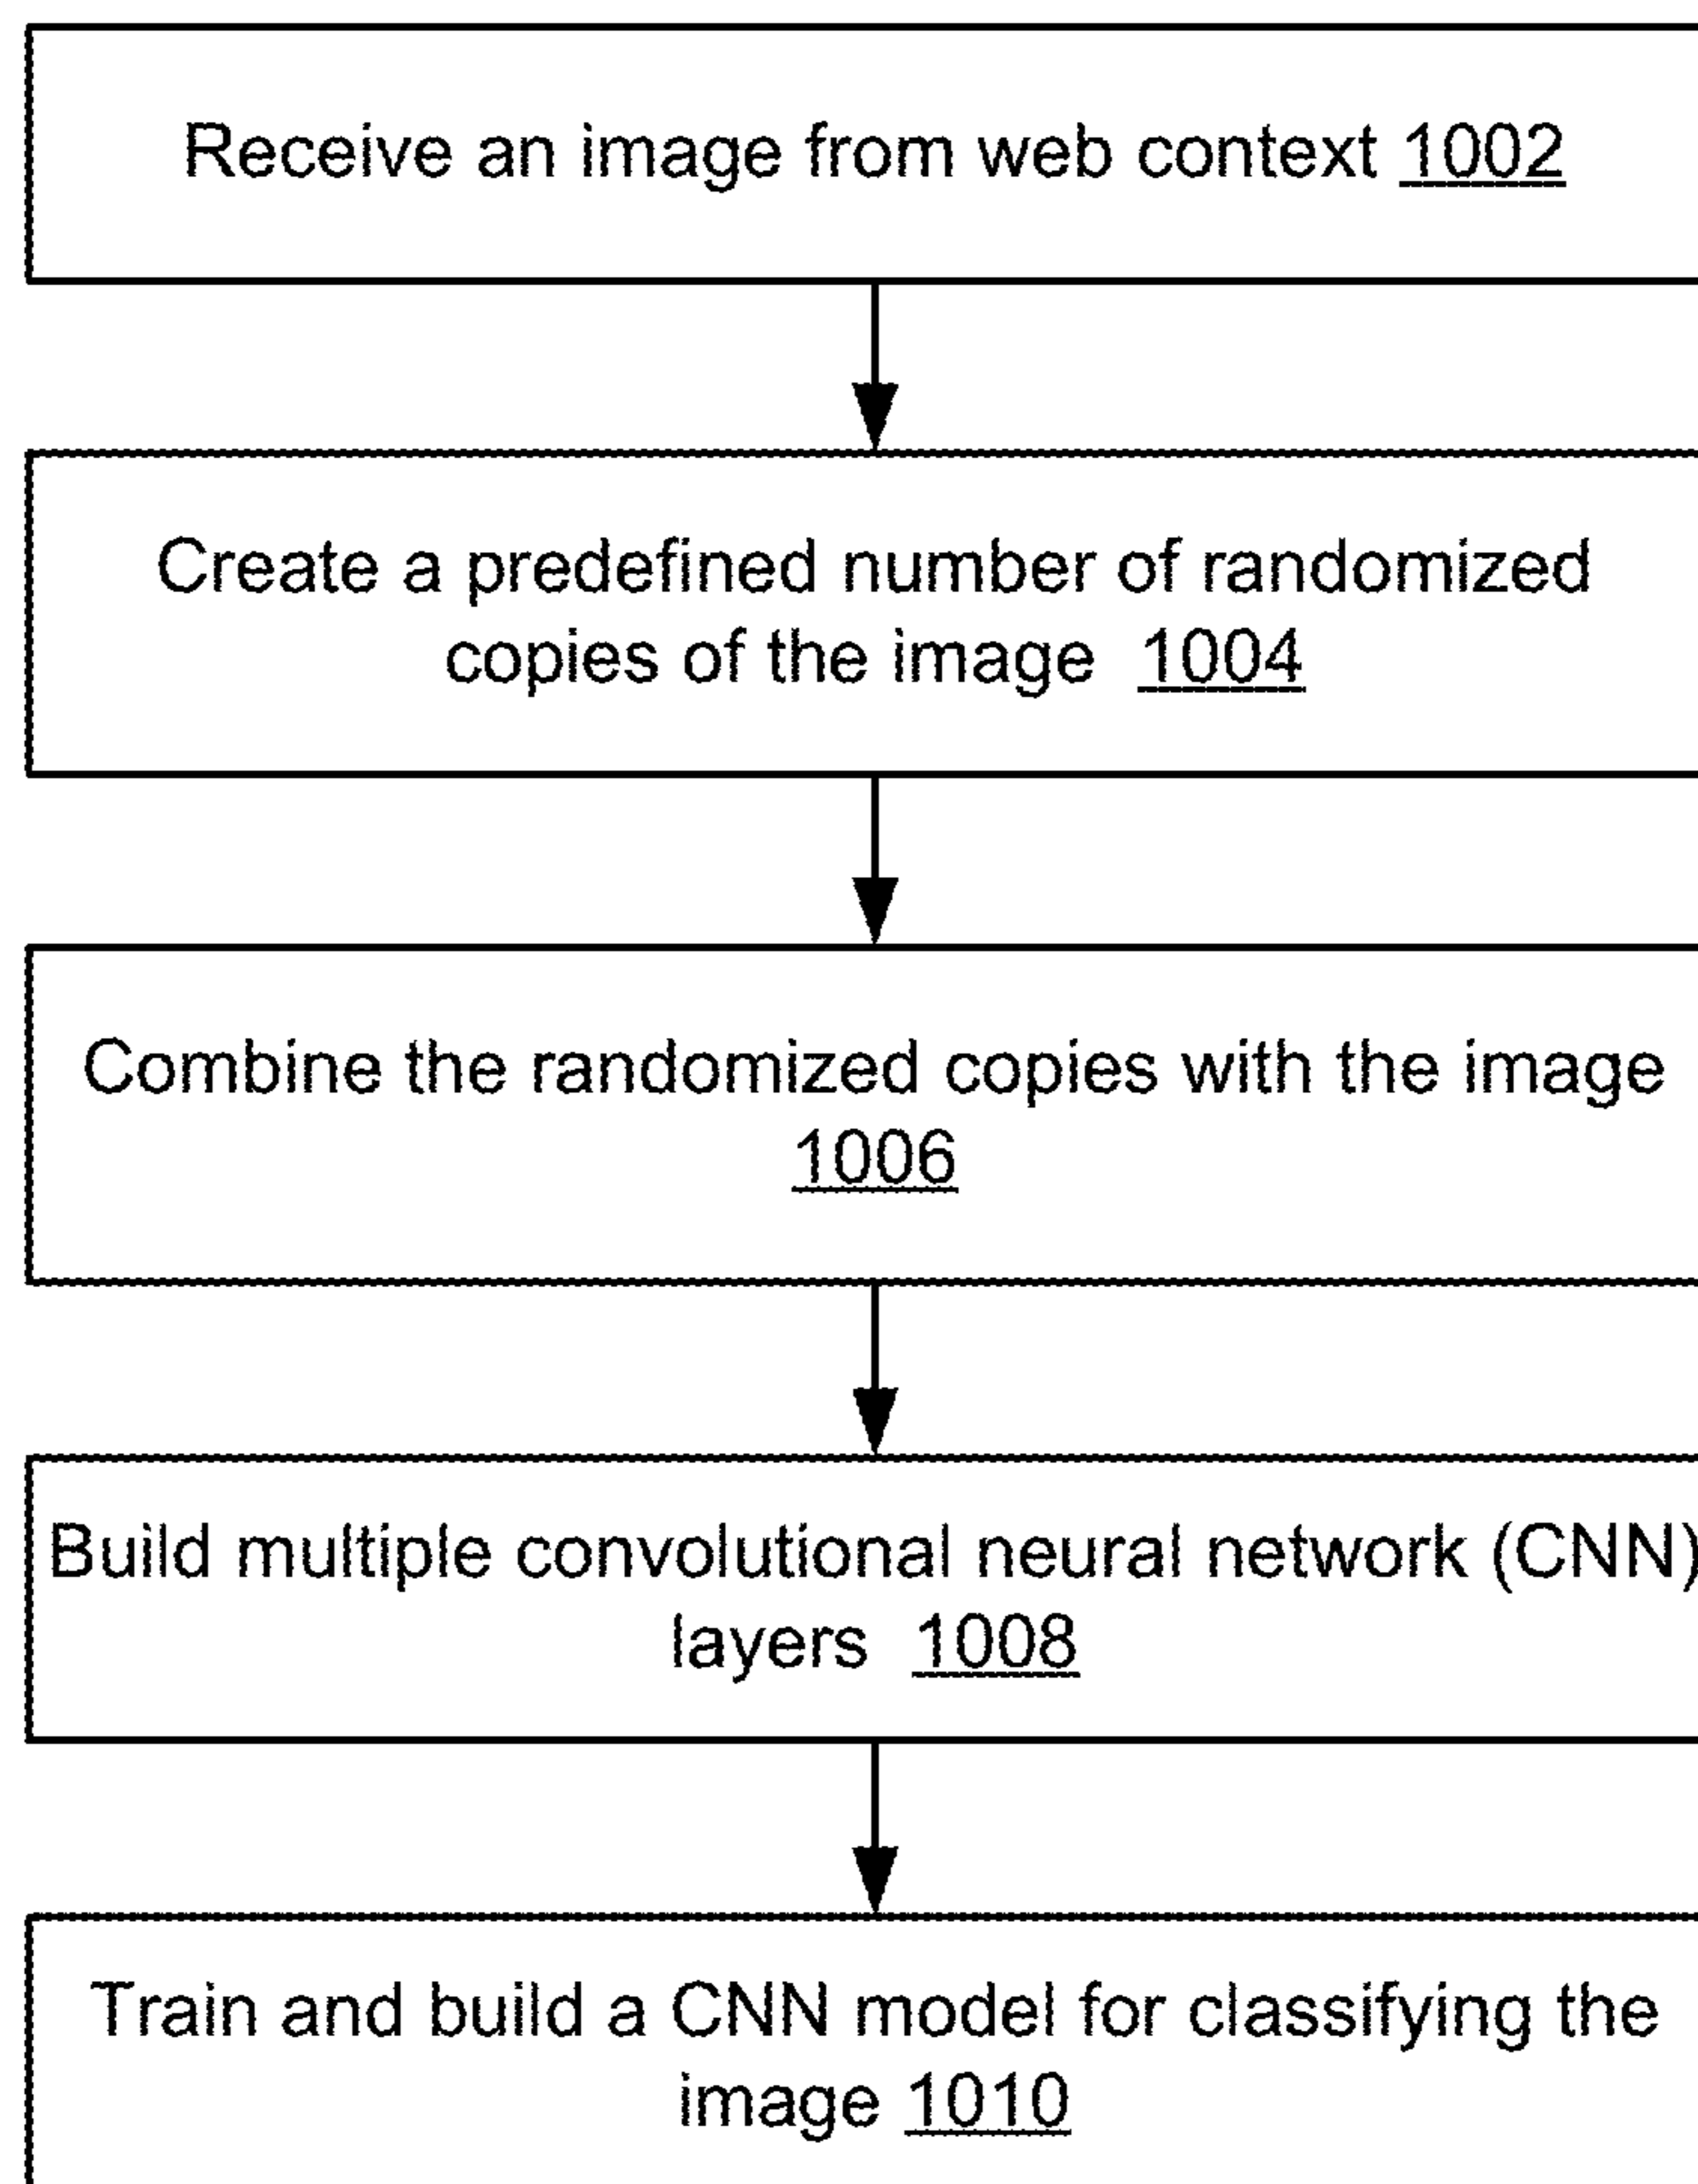 Receive an image from web context 1002
Create a predefined number of randomized
copies of the image 1004
Combine the randomized copies with the image
1006
Build multiple convolutional neural network (CNN)
layers 1008
Train and build a CNN model for classifying the
image 1010